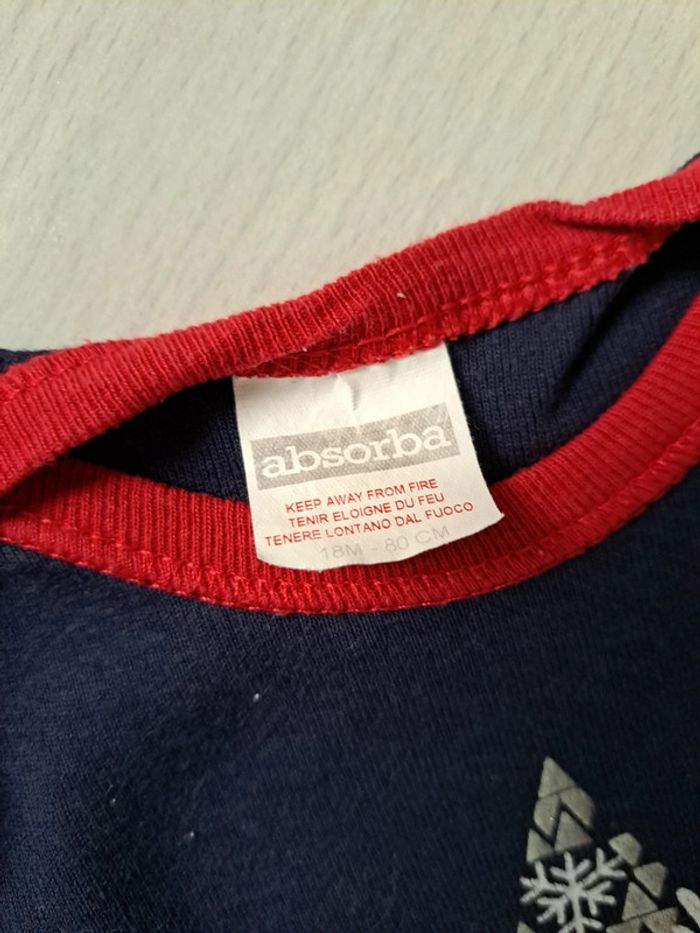 absorba
KEEP AWAY FROM FIRE
TENIR ELOIGNE DU FEU
TENERE LONTANO DAL FUOCO
18M - 80 CM